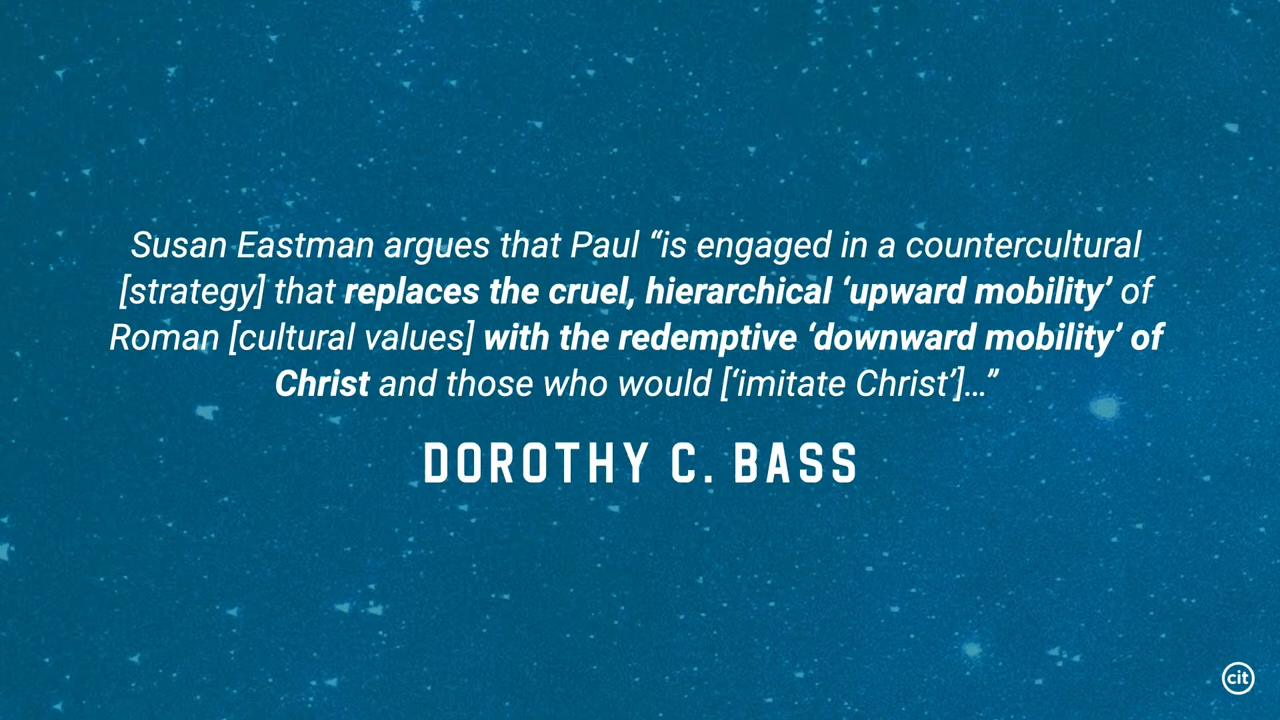 Susan Eastman argues that Paul “is engaged in a countercultural
[strategy] that replaces the cruel, hierarchical ‘upward mobility’ of
Roman [cultural values] with the redemptive ‘downward mobility’ of
Christ and those who would [‘imitate Christ’]…”
DOROTHY C. BASS
cit